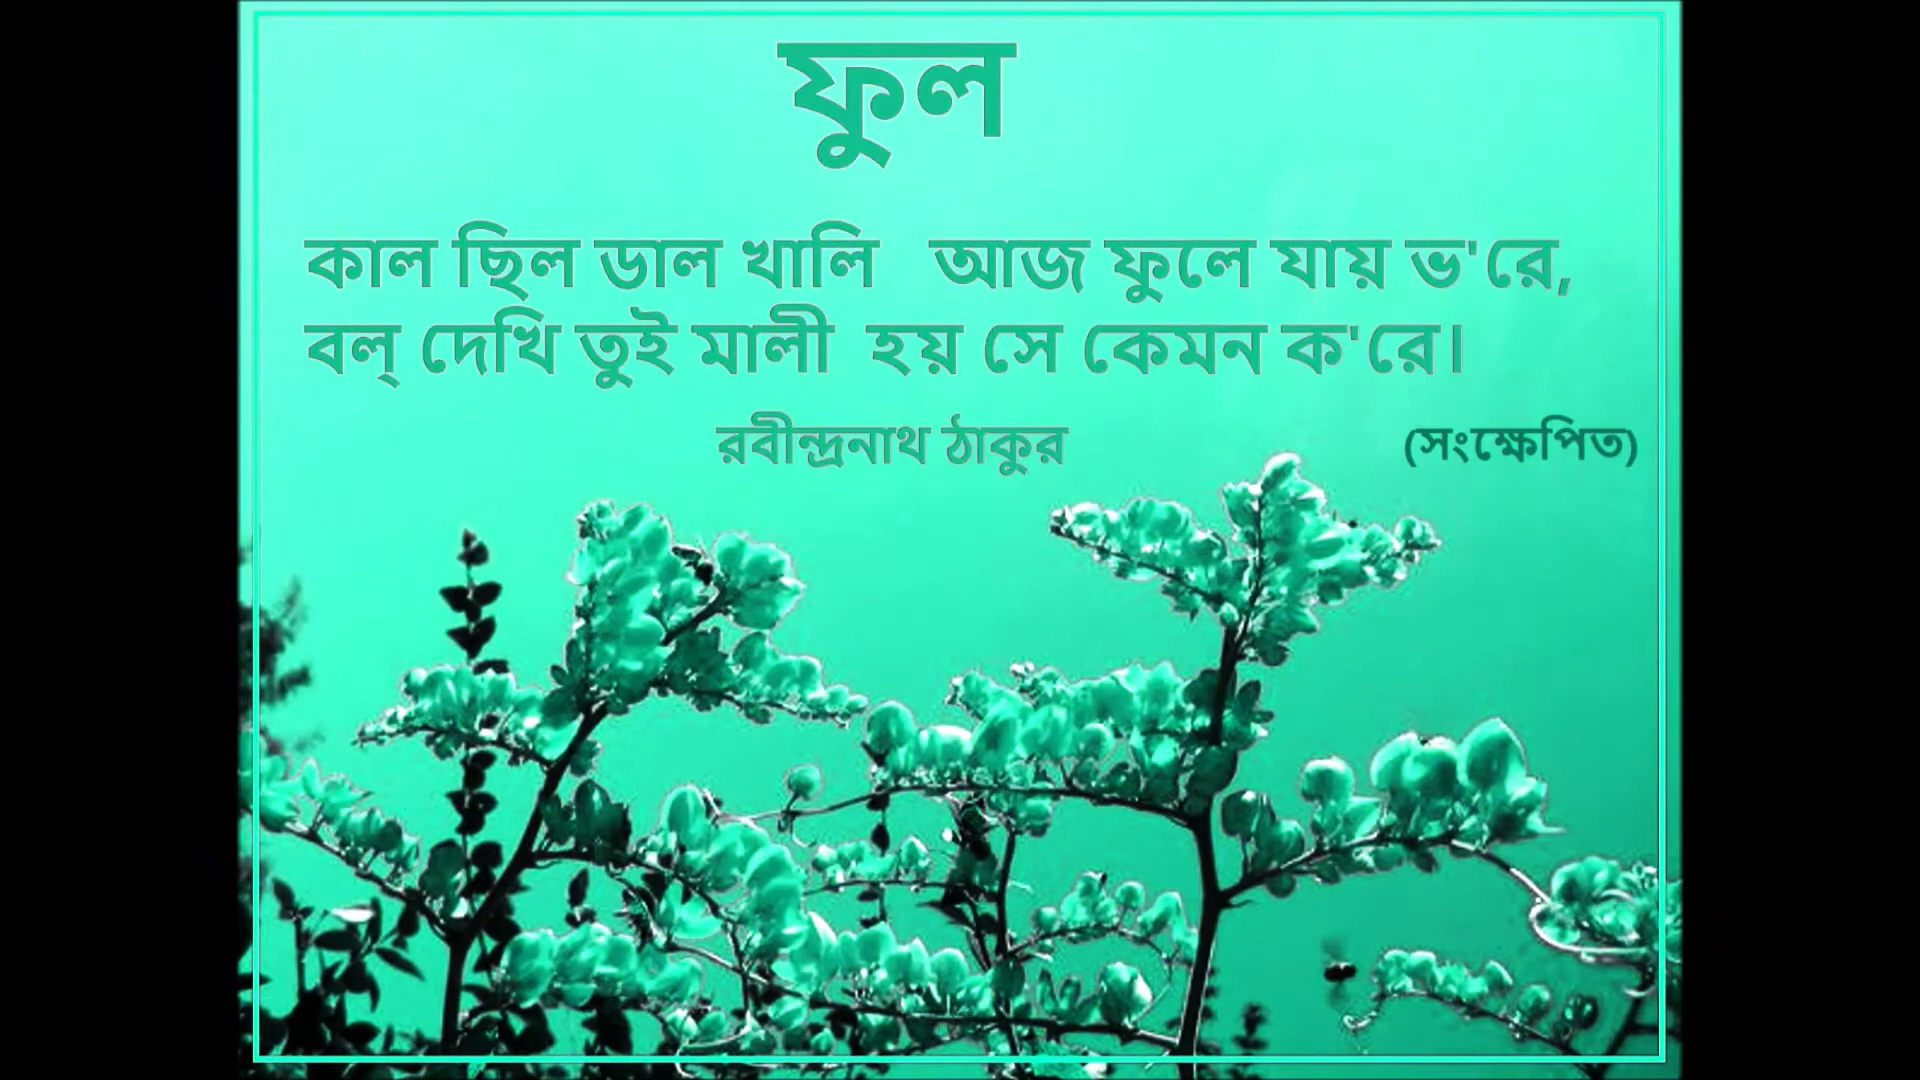 ফুল
কাল ছিল ডাল খালি আজ ফুলে যায় ভ'রে,
বল্ দেখি তুই মালী হয় সে কেমন ক'রে।
রবীন্দ্রনাথ ঠাকুর (সংক্ষেপিত)